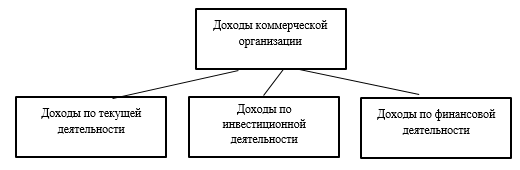 Доходы коммерческой
организации
Доходы по текущей
деятельности
Доходы по
инвестиционной
деятельности
Доходы по финансовой
деятельности